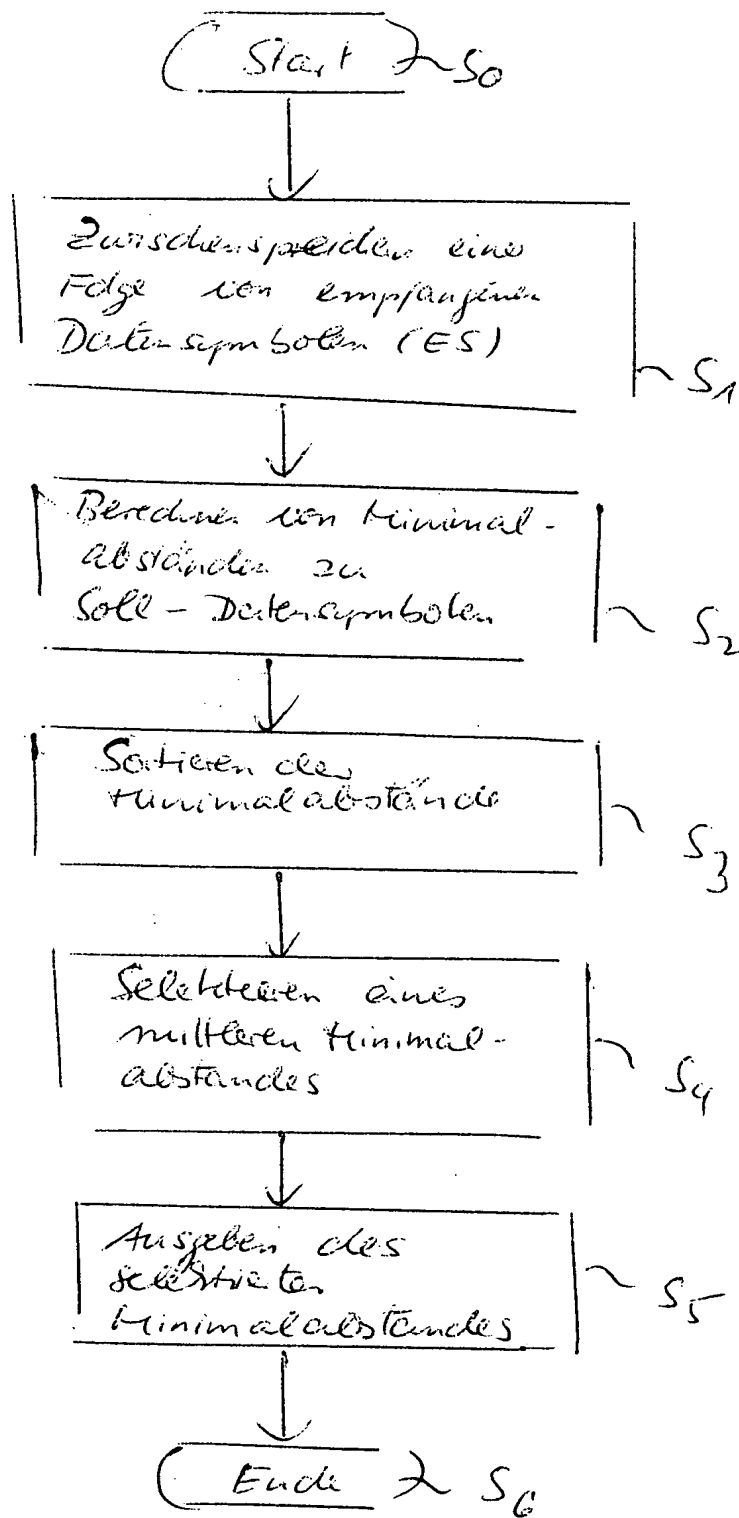 Start S0
Zwischenspeichern einer
Folge von empfangenen
Datensymbolen (ES)
S1
Berechnen von Minimal-
abständen zu
Soll-Datensymbolen
S2
Sortieren der
Minimalabstände
S3
Selektieren eines
mittleren Minimal-
abstandes
S4
Ausgeben des
selektierten
Minimalabstandes
S5
Ende S6